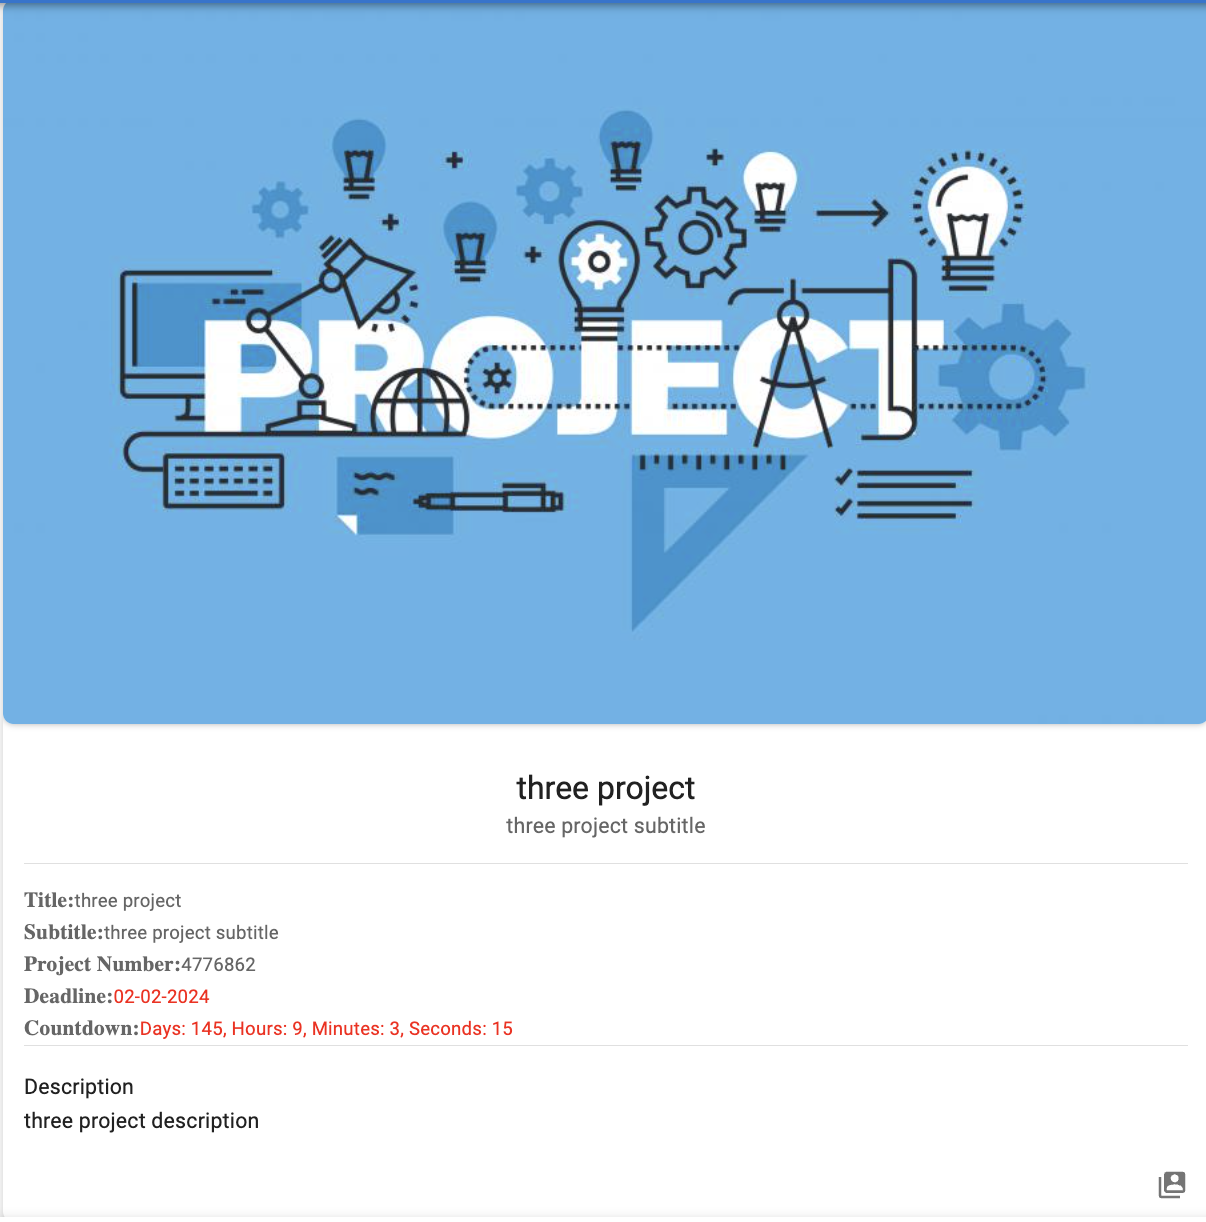 PROJECT
three project
three project subtitle
Title:three project
Subtitle:three project subtitle
Project Number:4776862
Deadline:02-02-2024
Countdown:Days: 145, Hours: 9, Minutes: 3, Seconds: 15
Description
three project description